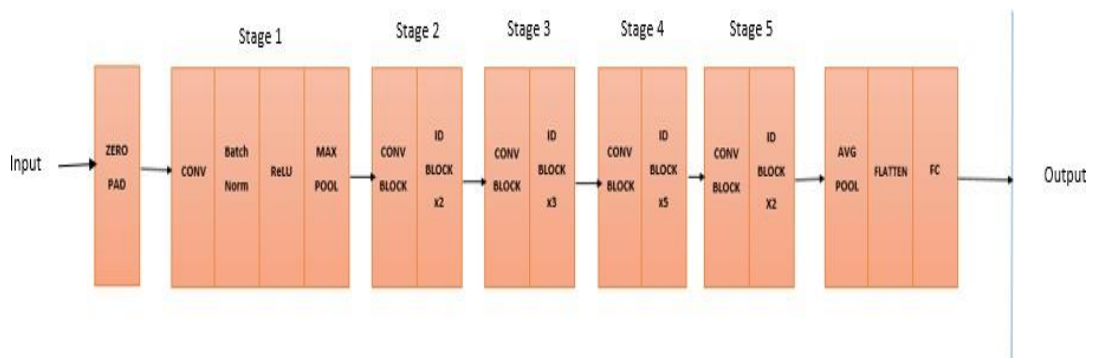 Stage 1
Stage 2
Stage 3
Stage 4
Stage 5
Input
ZERO
PAD
CONV
Batch
Norm
ReLU
MAX
POOL
CONV
BLOCK
ID
BLOCK
x2
CONV
BLOCK
ID
BLOCK
x3
CONV
BLOCK
ID
BLOCK
x5
CONV
BLOCK
ID
BLOCK
X2
AVG
POOL
FLATTEN
FC
Output